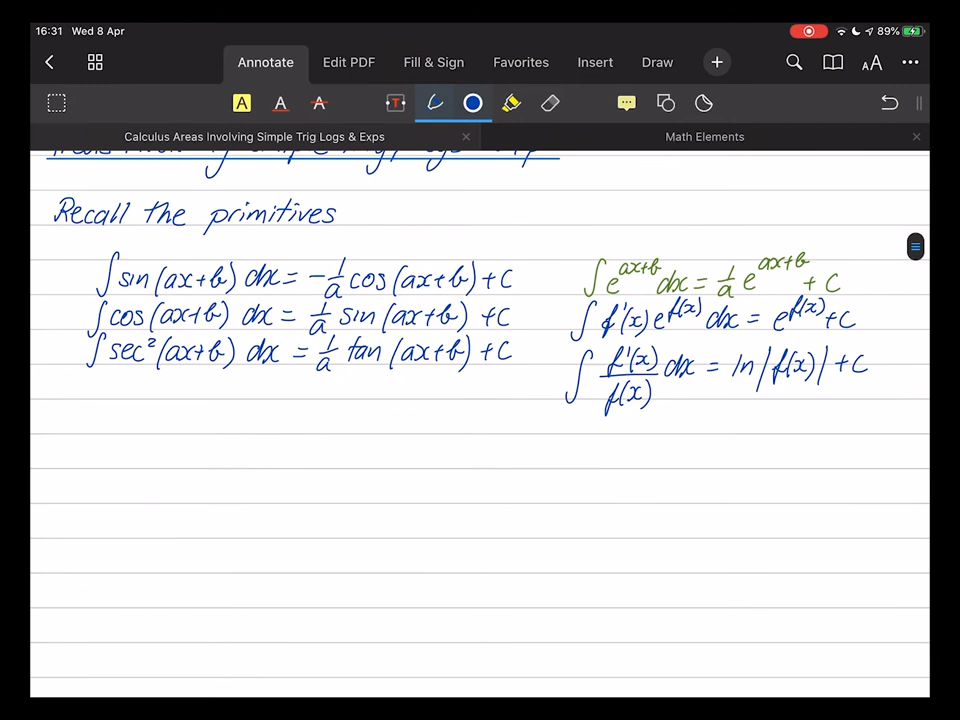 16:31 Wed 8 Apr 89%
Annotate Edit PDF Fill & Sign Favorites Insert Draw
Calculus Areas Involving Simple Trig Logs & Exps
Math Elements
Recall the primitives
∫ sin (ax+b) dx = -1/a cos (ax+b) + C
∫ cos (ax+b) dx = 1/a sin (ax+b) + C
∫ sec² (ax+b) dx = 1/a tan (ax+b) + C
∫ e^(ax+b) dx = 1/a e^(ax+b) + C
∫ f'(x) e^(f(x)) dx = e^(f(x)) + C
∫ f'(x)/f(x) dx = ln |f(x)| + C